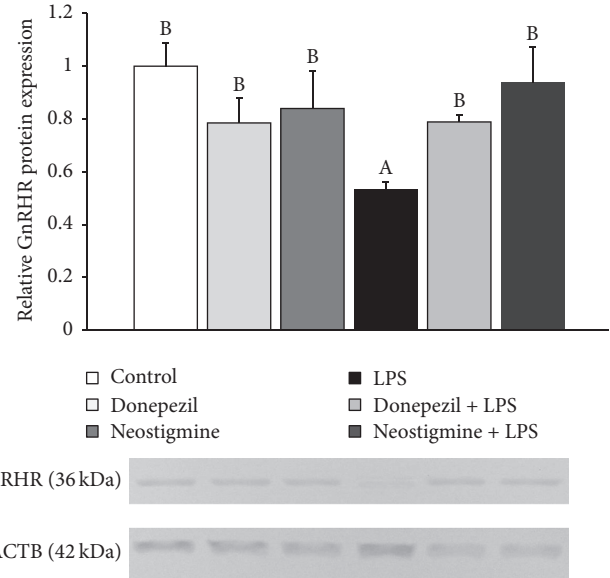 Relative GnRHR protein expression
1.2
1
0.8
0.6
0.4
0.2
0
B
B
B
A
B
B
Control
Donepezil
Neostigmine
LPS
Donepezil + LPS
Neostigmine + LPS
RHR (36 kDa)
ACTB (42 kDa)